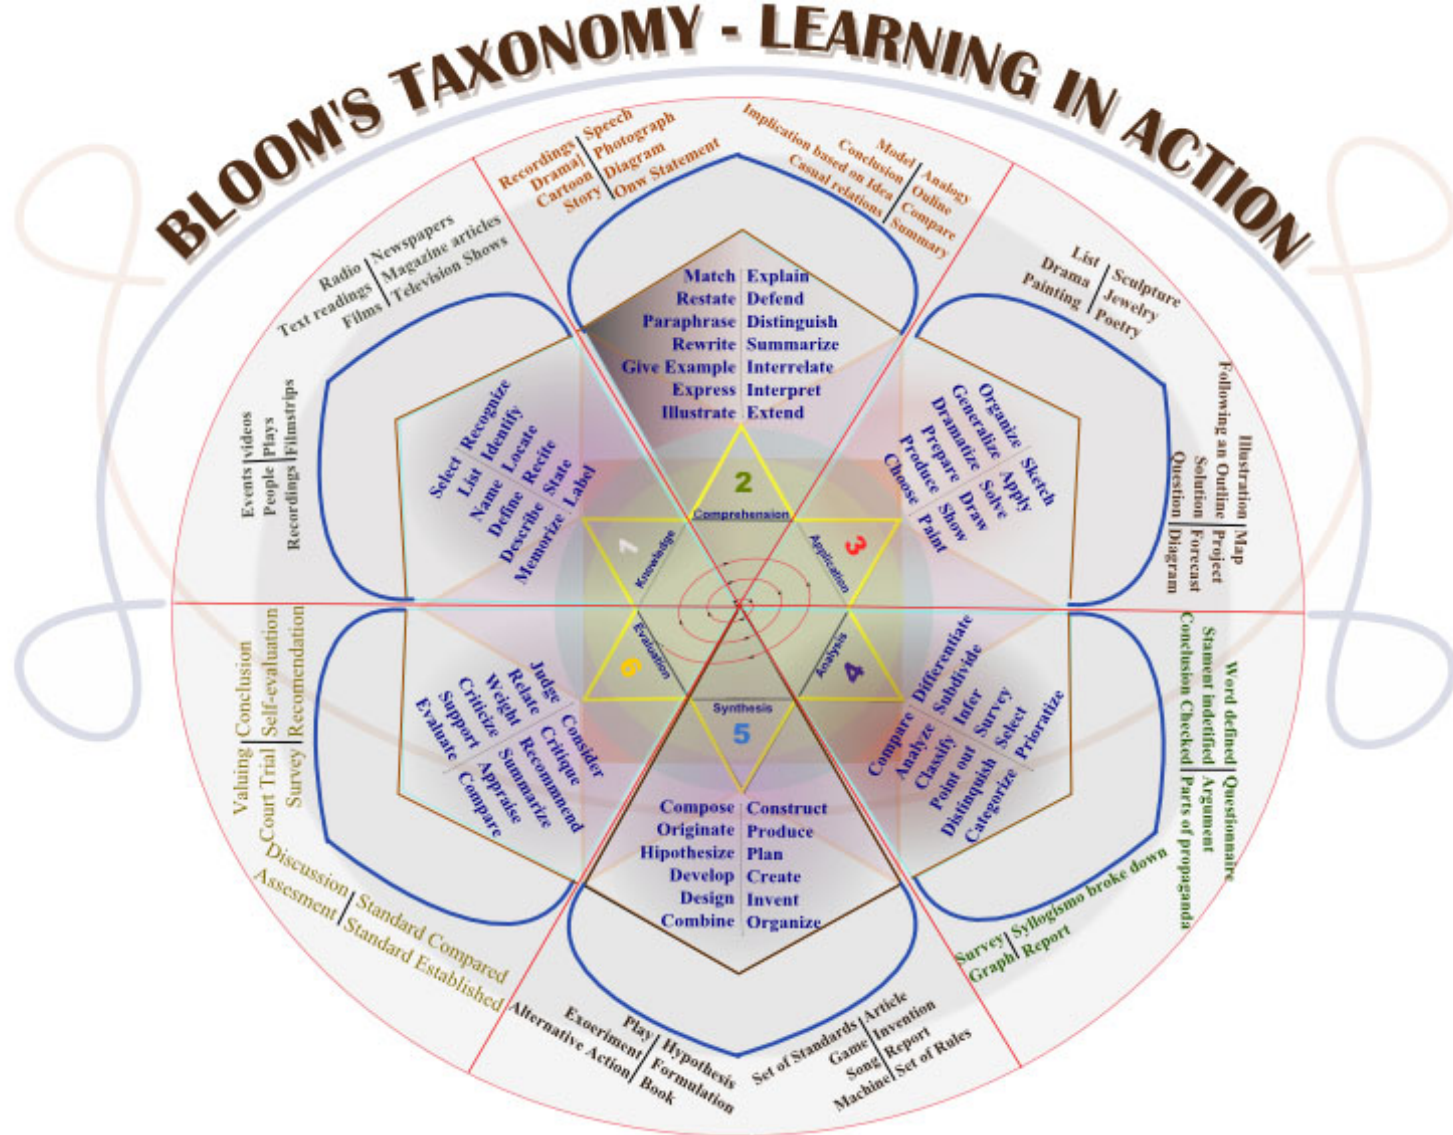 BLOOM'S TAXONOMY - LEARNING IN ACTION
Recordings Speech
Drama Photograph
Cartoon Diagram
Story Onw Statement
Model Analogy
Conclusion Ouline
Implication based on Idea Compare
Casual relations Summary
Match Explain
Restate Defend
Paraphrase Distinguish
Rewrite Summarize
Give Example Interrelate
Express Interpret
Illustrate Extend
2
Comprehension
List Sculpture
Drama Jewelry
Painting Poetry
Illustration Map
Following an Outline Project
Solution Forecast
Question Diagram
Organize Sketch
Generalize Apply
Dramatize Solve
Prepare Draw
Produce Show
Choose Paint
3
Application
Word defined Questionnaire
Stament indetified Argument
Conclusion Checked Parts of propaganda
Survey Syllogismo broke down
Graph Report
Compare Differentiate
Analyze Subdivide
Classify Infer
Point out Survey
Distinquish Select
Categorize Prioratize
4
Analysis
Synthesis
5
Compose Construct
Originate Produce
Hipothesize Plan
Develop Create
Design Invent
Combine Organize
Set of Standards Article
Game Invention
Song Report
Machine Set of Rules
Play Hypothesis
Exoeriment Formulation
Alternative Action Book
Evaluation
6
Judge Consider
Relate Critique
Weight Recommnend
Criticize Summarize
Support Appraise
Evaluate Compare
Discussion Standard Compared
Assesment Standard Established
Valuing Conclusion
Court Trial Self-evaluation
Survey Recomendation
Knowledge
1
Select Recognize
List Identify
Name Locate
Define Recite
Describe State
Memorize Label
Events videos
People Plays
Recordings Filmstrips
Radio Newspapers
Text readings Magazine articles
Films Television Shows